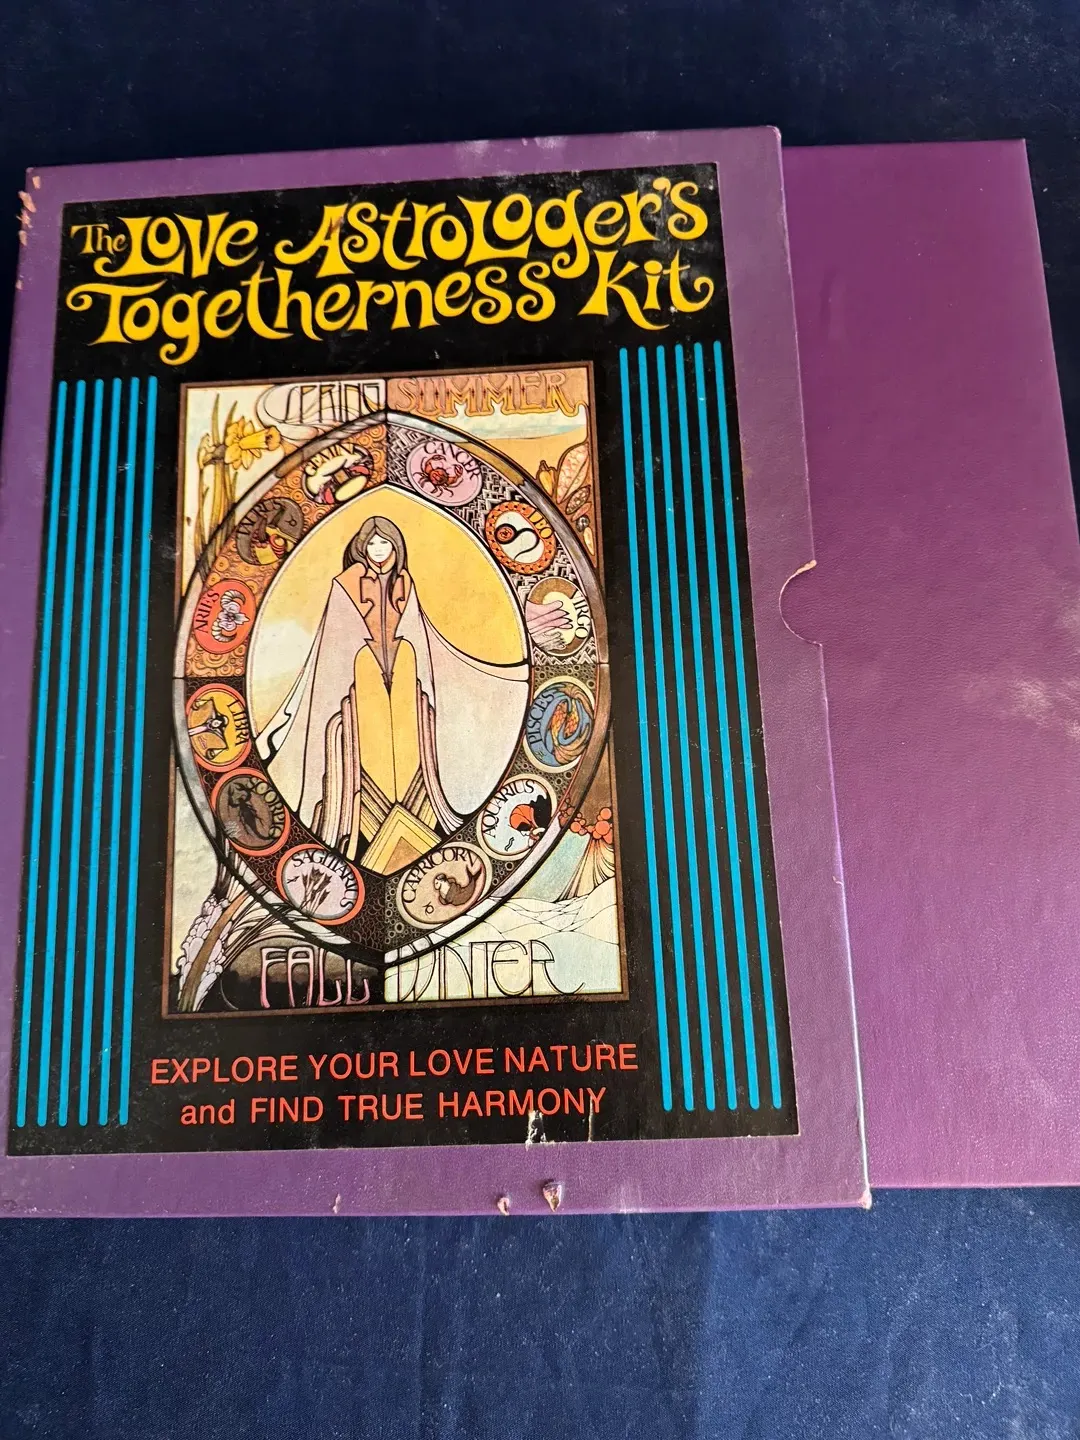 The Love Astrologer's
Togetherness Kit
SPRING SUMMER
GEMINI
CANCER
TAURUS
LEO
ARIES
VIRGO
LIBRA
PISCES
SCORPIO
AQUARIUS
SAGITTARIUS
CAPRICORN
FALL WINTER
EXPLORE YOUR LOVE NATURE
and FIND TRUE HARMONY